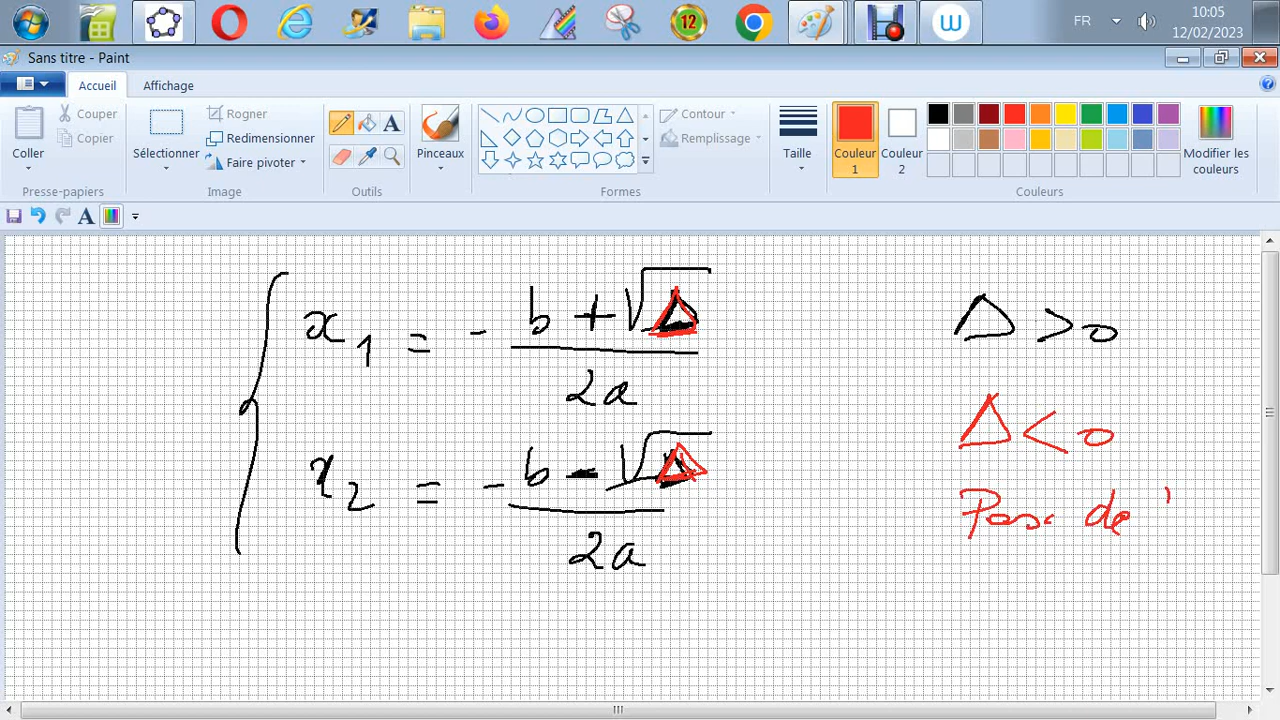 12
FR
10:05
12/02/2023
W
Sans titre - Paint
Accueil
Affichage
Coller
Couper
Copier
Presse-papiers
Sélectionner
Rogner
Redimensionner
Faire pivoter
Image
A
Outils
Pinceaux
Contour
Remplissage
Formes
Taille
Couleur 1
Couleur 2
Modifier les couleurs
Couleurs
A
x₁ = -b + √Δ / 2a
x₂ = -b - √Δ / 2a
Δ > 0
Δ < 0
de